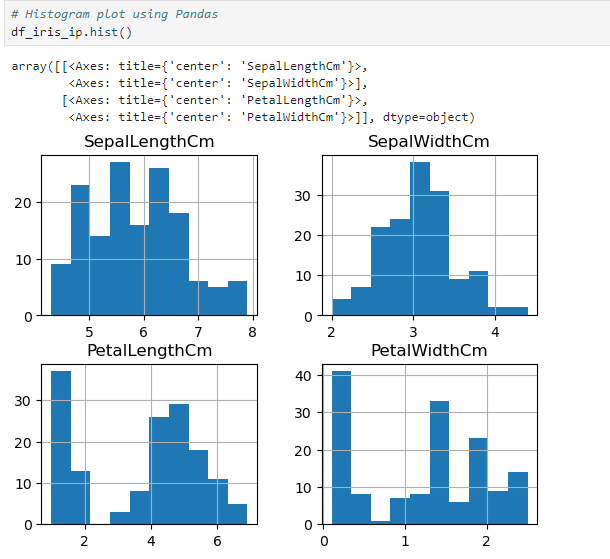 # Histogram plot using Pandas
df_iris_ip.hist()
array([[<Axes: title={'center': 'SepalLengthCm'}>,
        <Axes: title={'center': 'SepalWidthCm'}>],
       [<Axes: title={'center': 'PetalLengthCm'}>,
        <Axes: title={'center': 'PetalWidthCm'}>]], dtype=object)
SepalLengthCm
20
10
0
5 6 7 8
SepalWidthCm
30
20
10
0
2 3 4
PetalLengthCm
30
20
10
0
2 4 6
PetalWidthCm
40
30
20
10
0
0 1 2